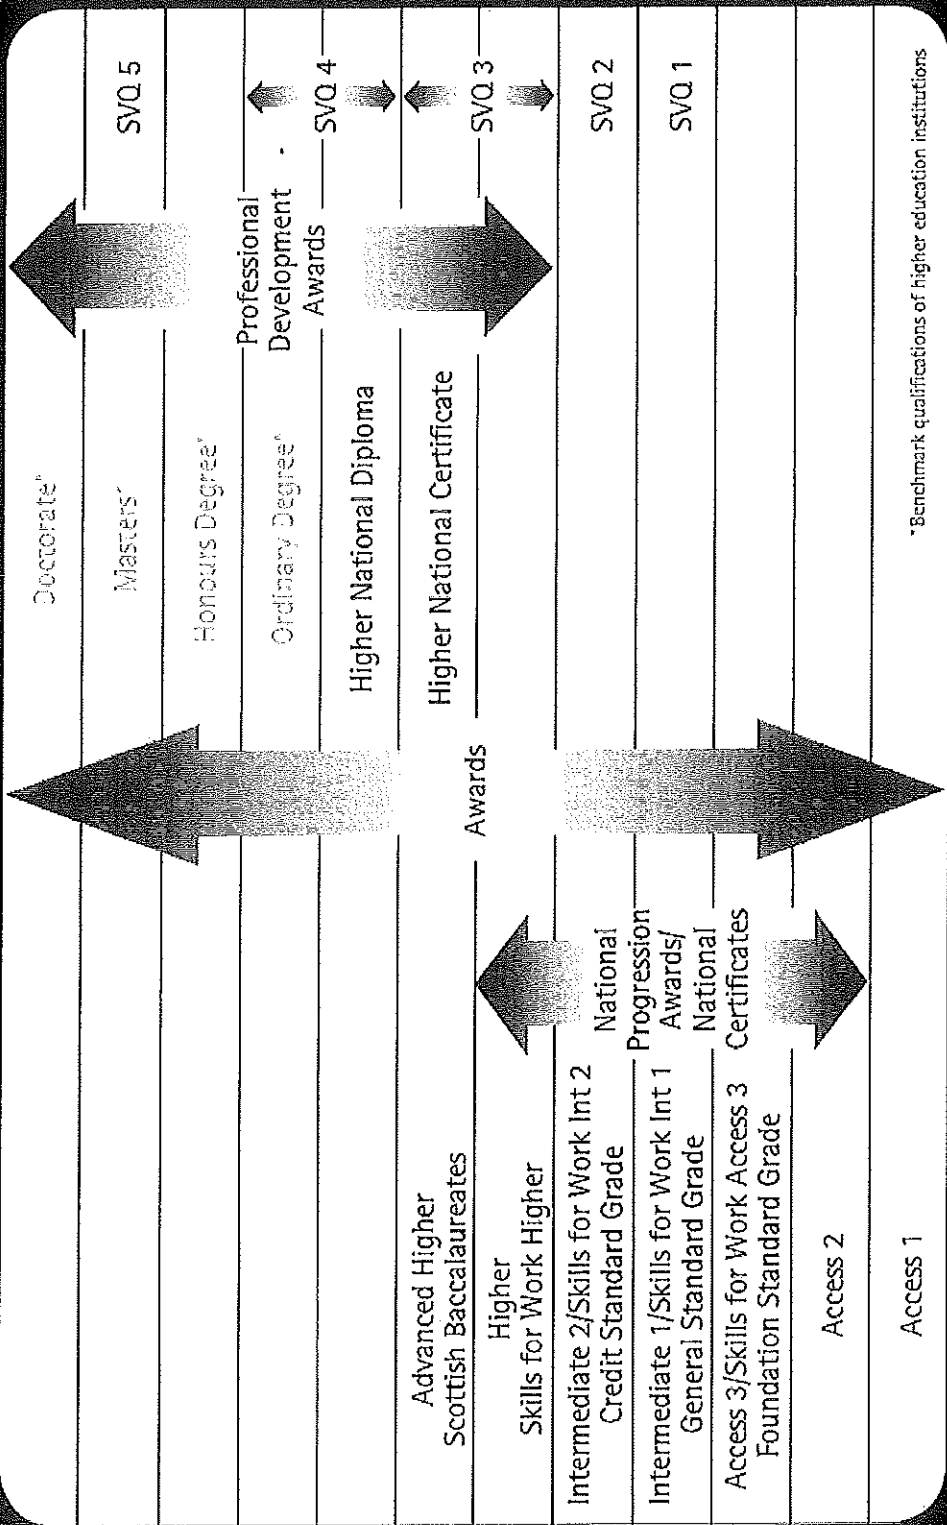 Advanced Higher
Scottish Baccalaureates
Higher
Skills for Work Higher
Intermediate 2/Skills for Work Int 2
Credit Standard Grade
Intermediate 1/Skills for Work Int 1
General Standard Grade
Access 3/Skills for Work Access 3
Foundation Standard Grade
Access 2
Access 1
National
Progression
Awards/
National
Certificates
Awards
Doctorate*
Masters*
Honours Degree*
Ordinary Degree*
Higher National Diploma
Higher National Certificate
Professional
Development
Awards
SVQ 5
SVQ 4
SVQ 3
SVQ 2
SVQ 1
*Benchmark qualifications of higher education institutions